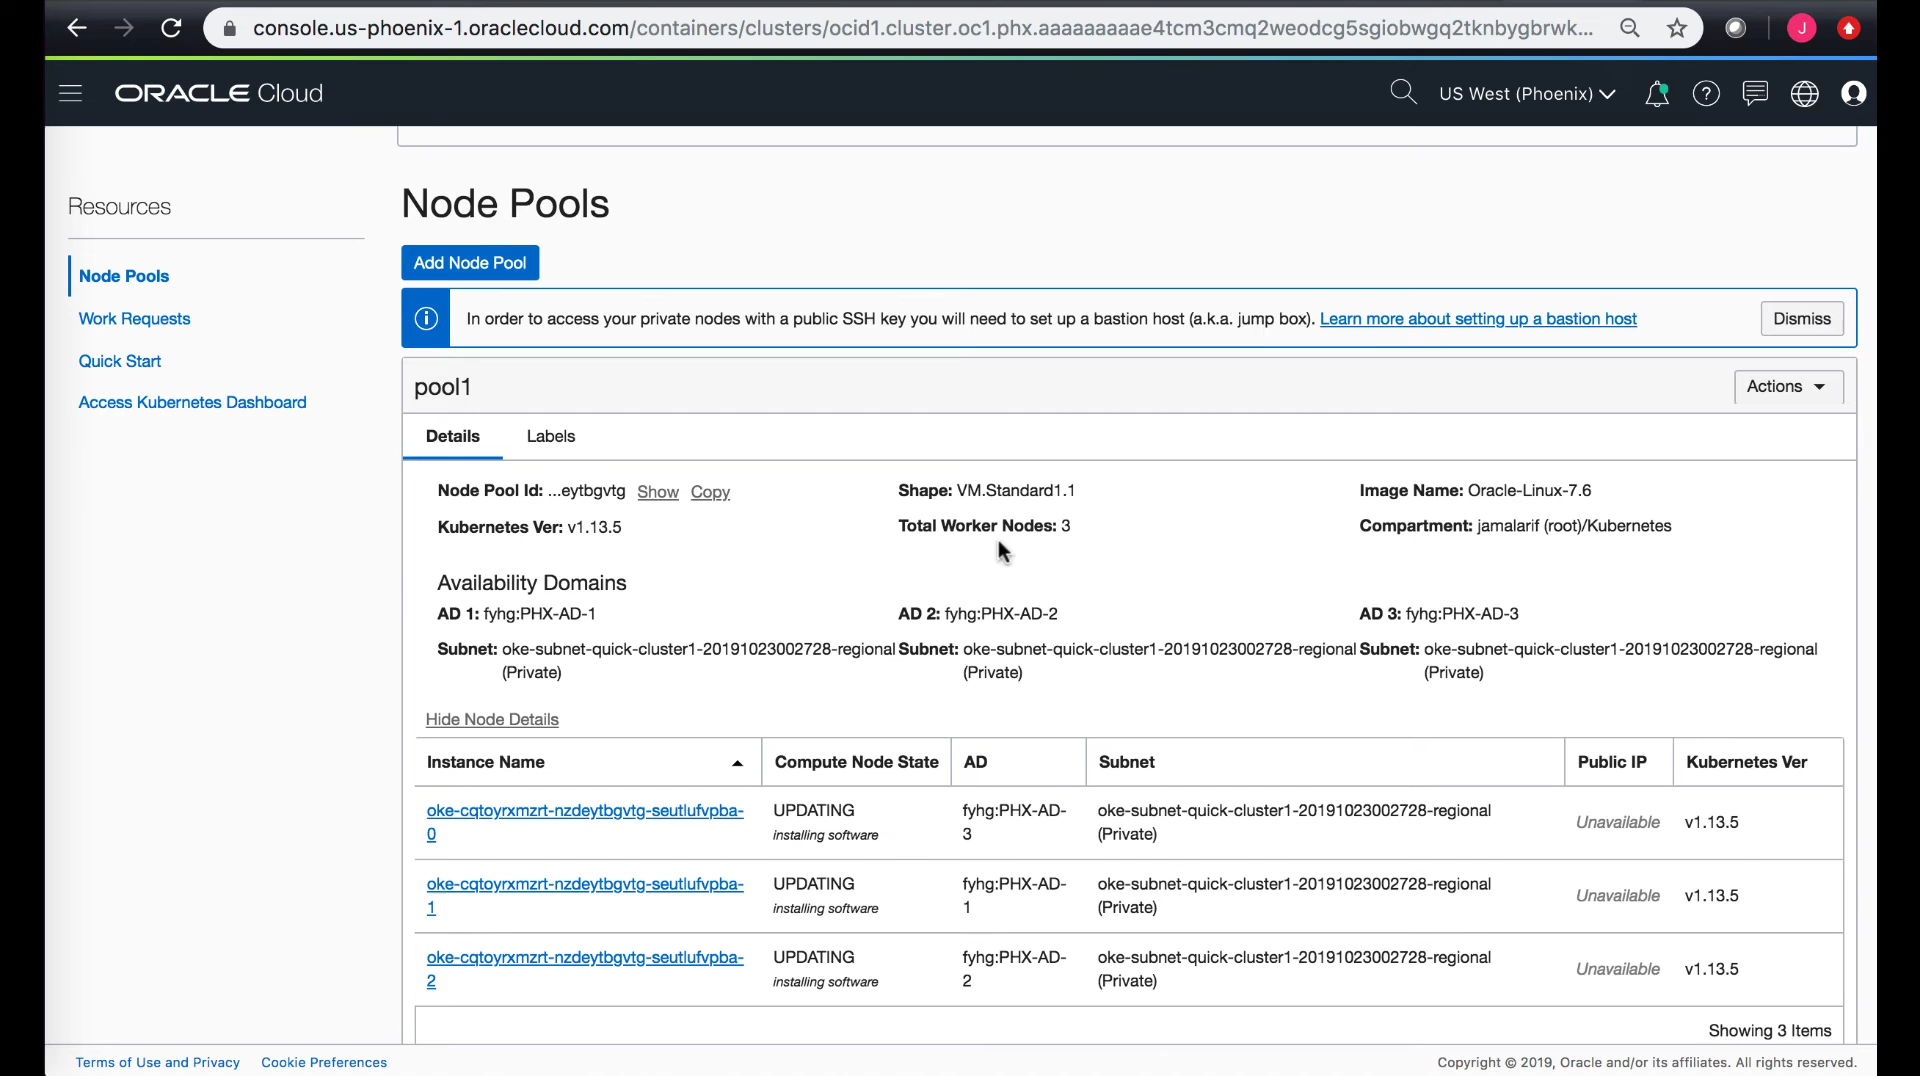 console.us-phoenix-1.oraclecloud.com/containers/clusters/ocid1.cluster.oc1.phx.aaaaaaaaae4tcm3cmq2weodcg5sgiobwgq2tknbygbrwk...
J
ORACLE Cloud
US West (Phoenix)
Resources
Node Pools
Work Requests
Quick Start
Access Kubernetes Dashboard
Node Pools
Add Node Pool
In order to access your private nodes with a public SSH key you will need to set up a bastion host (a.k.a. jump box). Learn more about setting up a bastion host
Dismiss
pool1
Actions
Details Labels
Node Pool Id: ...eytbgvtg Show Copy
Shape: VM.Standard1.1
Image Name: Oracle-Linux-7.6
Kubernetes Ver: v1.13.5
Total Worker Nodes: 3
Compartment: jamalarif (root)/Kubernetes
Availability Domains
AD 1: fyhg:PHX-AD-1
AD 2: fyhg:PHX-AD-2
AD 3: fyhg:PHX-AD-3
Subnet: oke-subnet-quick-cluster1-20191023002728-regional
(Private)
Subnet: oke-subnet-quick-cluster1-20191023002728-regional
(Private)
Subnet: oke-subnet-quick-cluster1-20191023002728-regional
(Private)
Hide Node Details
Instance Name Compute Node State AD Subnet Public IP Kubernetes Ver
oke-cqtoyrxmzrt-nzdeytbgvtg-seutlufvpba-
0
UPDATING
installing software
fyhg:PHX-AD-
3
oke-subnet-quick-cluster1-20191023002728-regional
(Private)
Unavailable
v1.13.5
oke-cqtoyrxmzrt-nzdeytbgvtg-seutlufvpba-
1
UPDATING
installing software
fyhg:PHX-AD-
1
oke-subnet-quick-cluster1-20191023002728-regional
(Private)
Unavailable
v1.13.5
oke-cqtoyrxmzrt-nzdeytbgvtg-seutlufvpba-
2
UPDATING
installing software
fyhg:PHX-AD-
2
oke-subnet-quick-cluster1-20191023002728-regional
(Private)
Unavailable
v1.13.5
Showing 3 Items
Terms of Use and Privacy Cookie Preferences
Copyright © 2019, Oracle and/or its affiliates. All rights reserved.